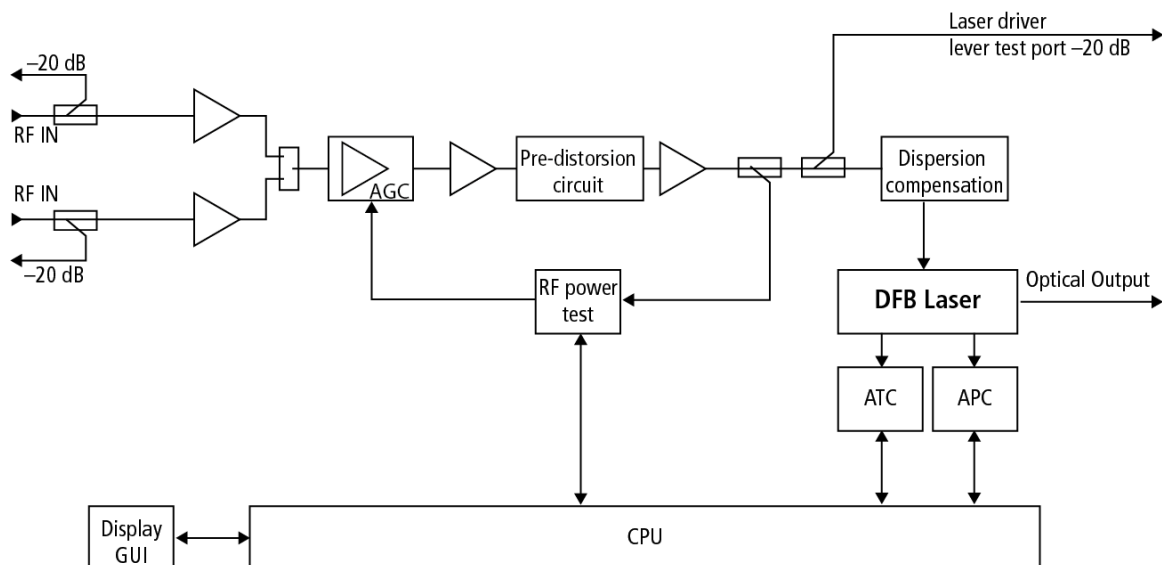 Laser driver
lever test port –20 dB
–20 dB
RF IN
RF IN
–20 dB
AGC
Pre-distorsion
circuit
Dispersion
compensation
RF power
test
DFB Laser
Optical Output
ATC
APC
Display
GUI
CPU